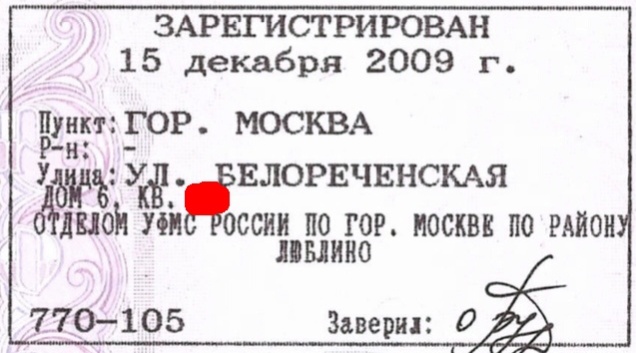 ЗАРЕГИСТРИРОВАН
15 декабря 2009 г.
Пункт: ГОР. МОСКВА
Р-н: -
Улица: УЛ. БЕЛОРЕЧЕНСКАЯ
ДОМ 6, КВ.
ОТДЕЛОМ УФМС РОССИИ ПО ГОР. МОСКВЕ ПО РАЙОНУ
ЛЮБЛИНО
770-105 Заверил: